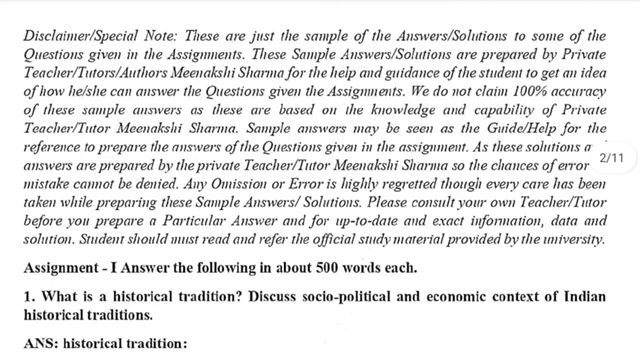 Disclaimer/Special Note: These are just the sample of the Answers/Solutions to some of the
Questions given in the Assignments. These Sample Answers/Solutions are prepared by Private
Teacher/Tutors/Authors Meenakshi Sharma for the help and guidance of the student to get an idea
of how he/she can answer the Questions given the Assignments. We do not claim 100% accuracy
of these sample answers as these are based on the knowledge and capability of Private
Teacher/Tutor Meenakshi Sharma. Sample answers may be seen as the Guide/Help for the
reference to prepare the answers of the Questions given in the assignment. As these solutions a
2/11
answers are prepared by the private Teacher/Tutor Meenakshi Sharma so the chances of error
mistake cannot be denied. Any Omission or Error is highly regretted though every care has been
taken while preparing these Sample Answers/ Solutions. Please consult your own Teacher/Tutor
before you prepare a Particular Answer and for up-to-date and exact information, data and
solution. Student should must read and refer the official study material provided by the university.
Assignment - I Answer the following in about 500 words each.
1. What is a historical tradition? Discuss socio-political and economic context of Indian
historical traditions.
ANS: historical tradition: